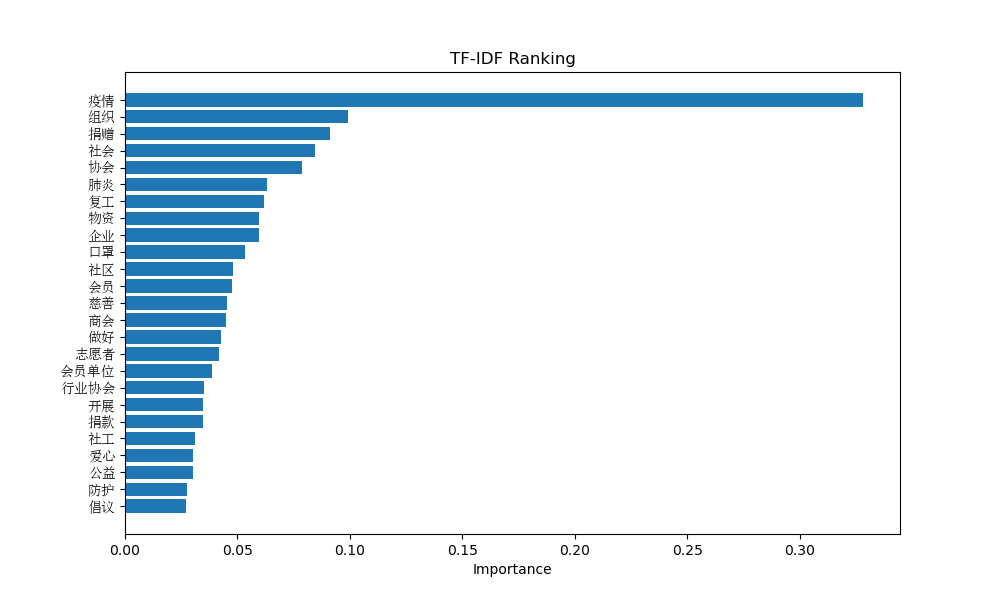 TF-IDF Ranking
疫情
组织
捐赠
社会
协会
肺炎
复工
物资
企业
口罩
社区
会员
慈善
商会
做好
志愿者
会员单位
行业协会
开展
捐款
社工
爱心
公益
防护
倡议
0.00 0.05 0.10 0.15 0.20 0.25 0.30
Importance